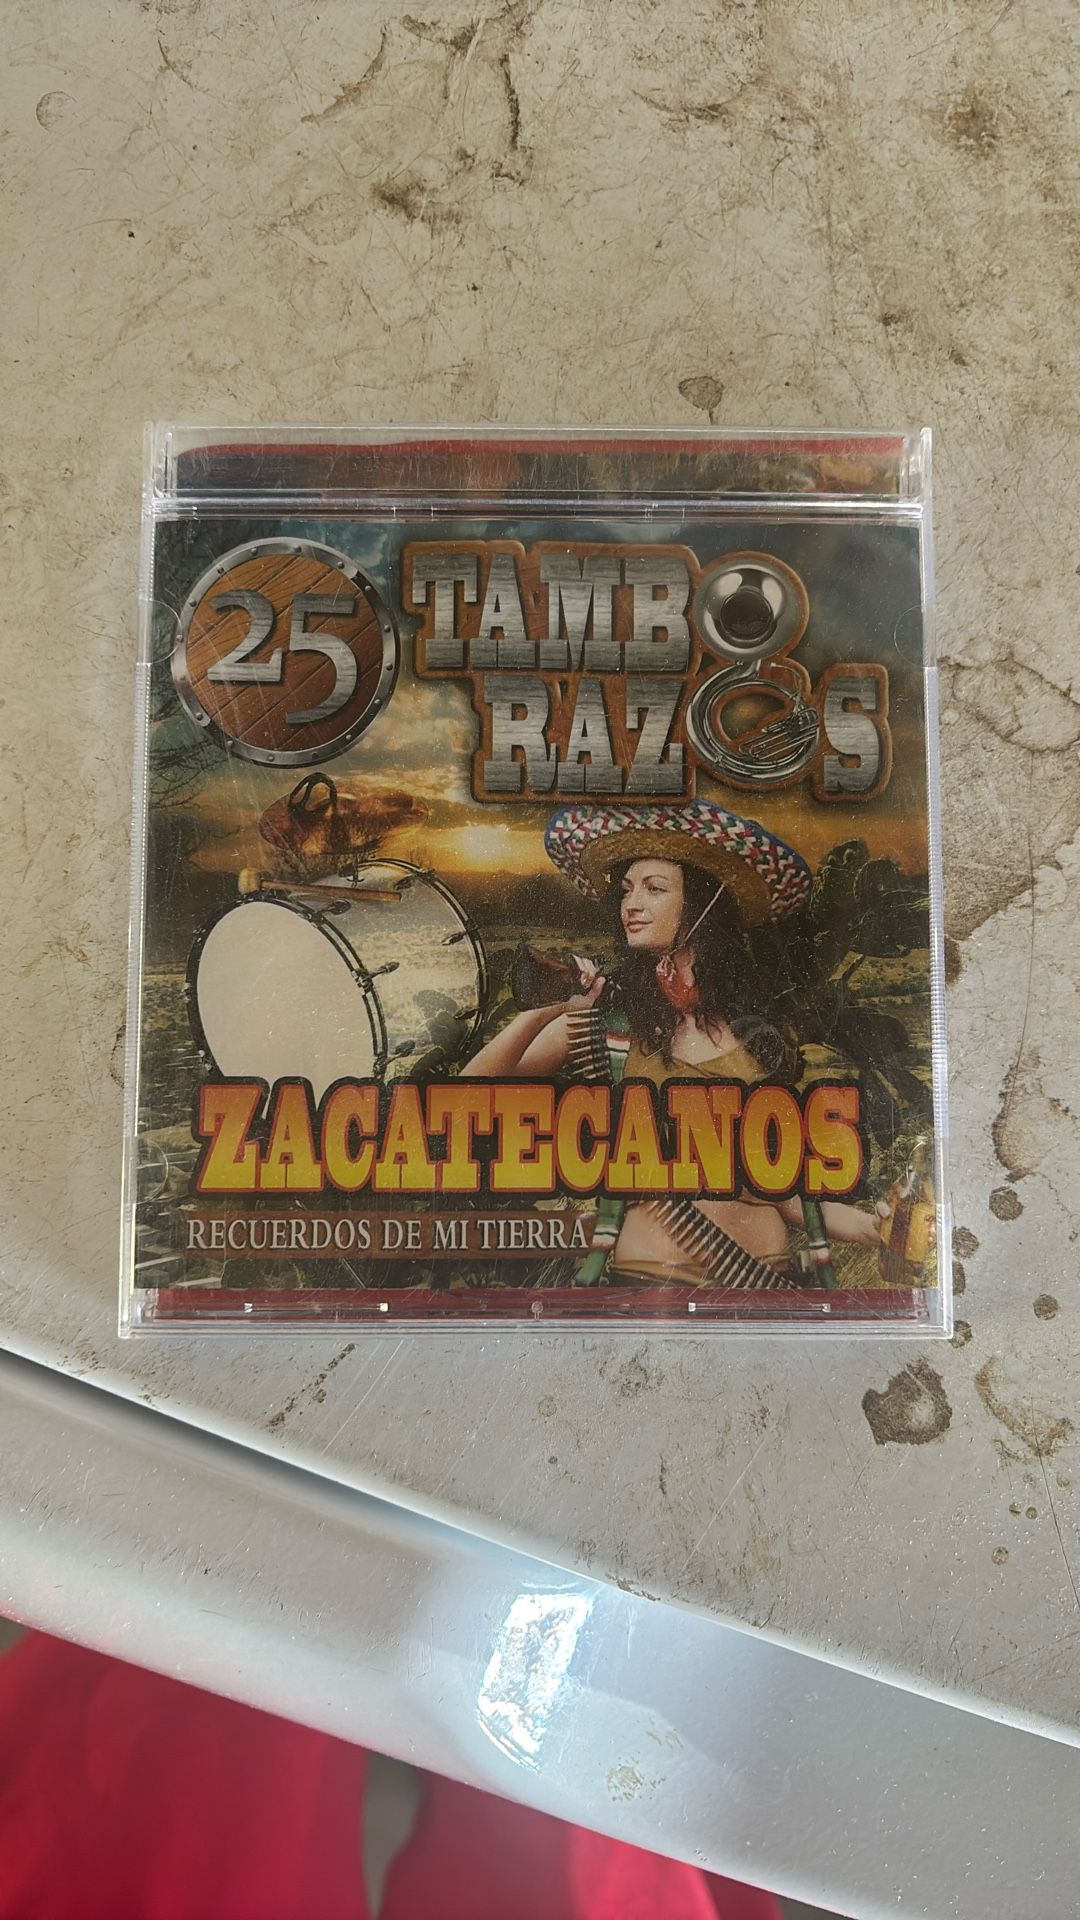 25
TAMBO
RAZOS
ZACATECANOS
RECUERDOS DE MI TIERRA